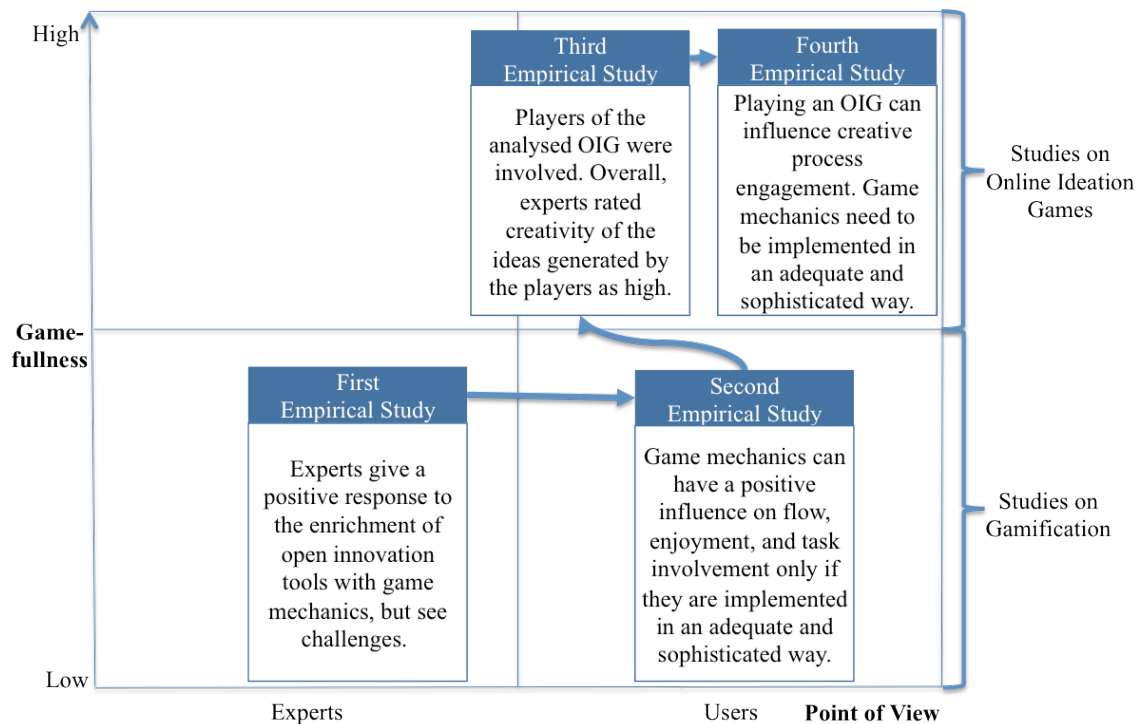 High
Third
Empirical Study
Players of the
analysed OIG were
involved. Overall,
experts rated
creativity of the
ideas generated by
the players as high.
Fourth
Empirical Study
Playing an OIG can
influence creative
process
engagement. Game
mechanics need to
be implemented in
an adequate and
sophisticated way.
Studies on
Online Ideation
Games
Game-
fullness
First
Empirical Study
Experts give a
positive response to
the enrichment of
open innovation
tools with game
mechanics, but see
challenges.
Second
Empirical Study
Game mechanics can
have a positive
influence on flow,
enjoyment, and task
involvement only if
they are implemented
in an adequate and
sophisticated way.
Studies on
Gamification
Low
Experts
Users
Point of View